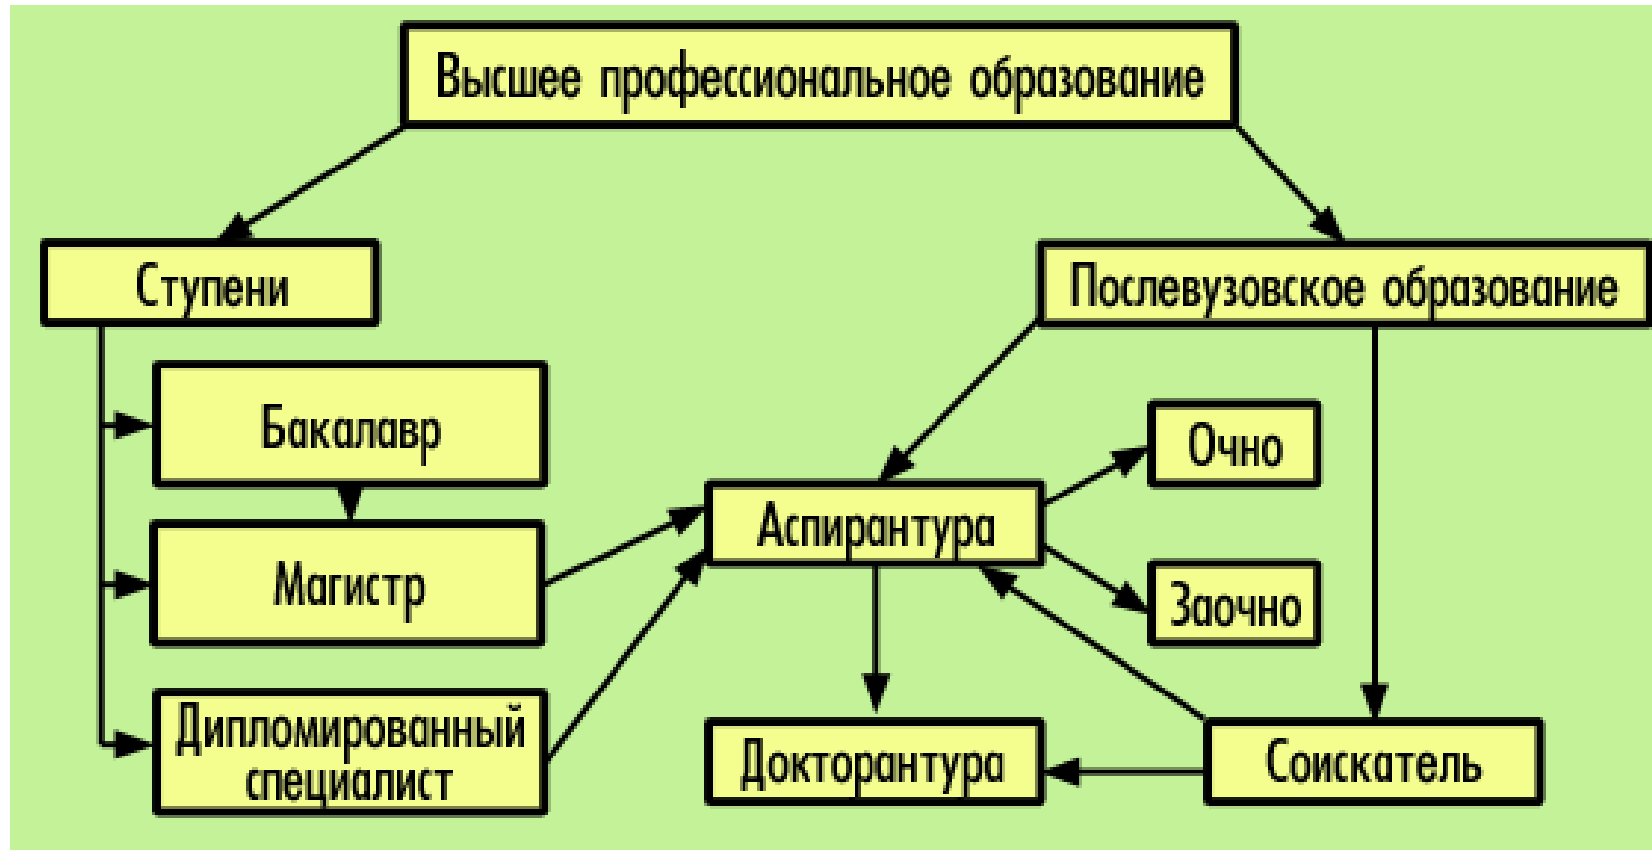 Высшее профессиональное образование
Ступени
Послевузовское образование
Бакалавр
Очно
Аспирантура
Магистр
Заочно
Дипломированный
специалист
Докторантура
Соискатель